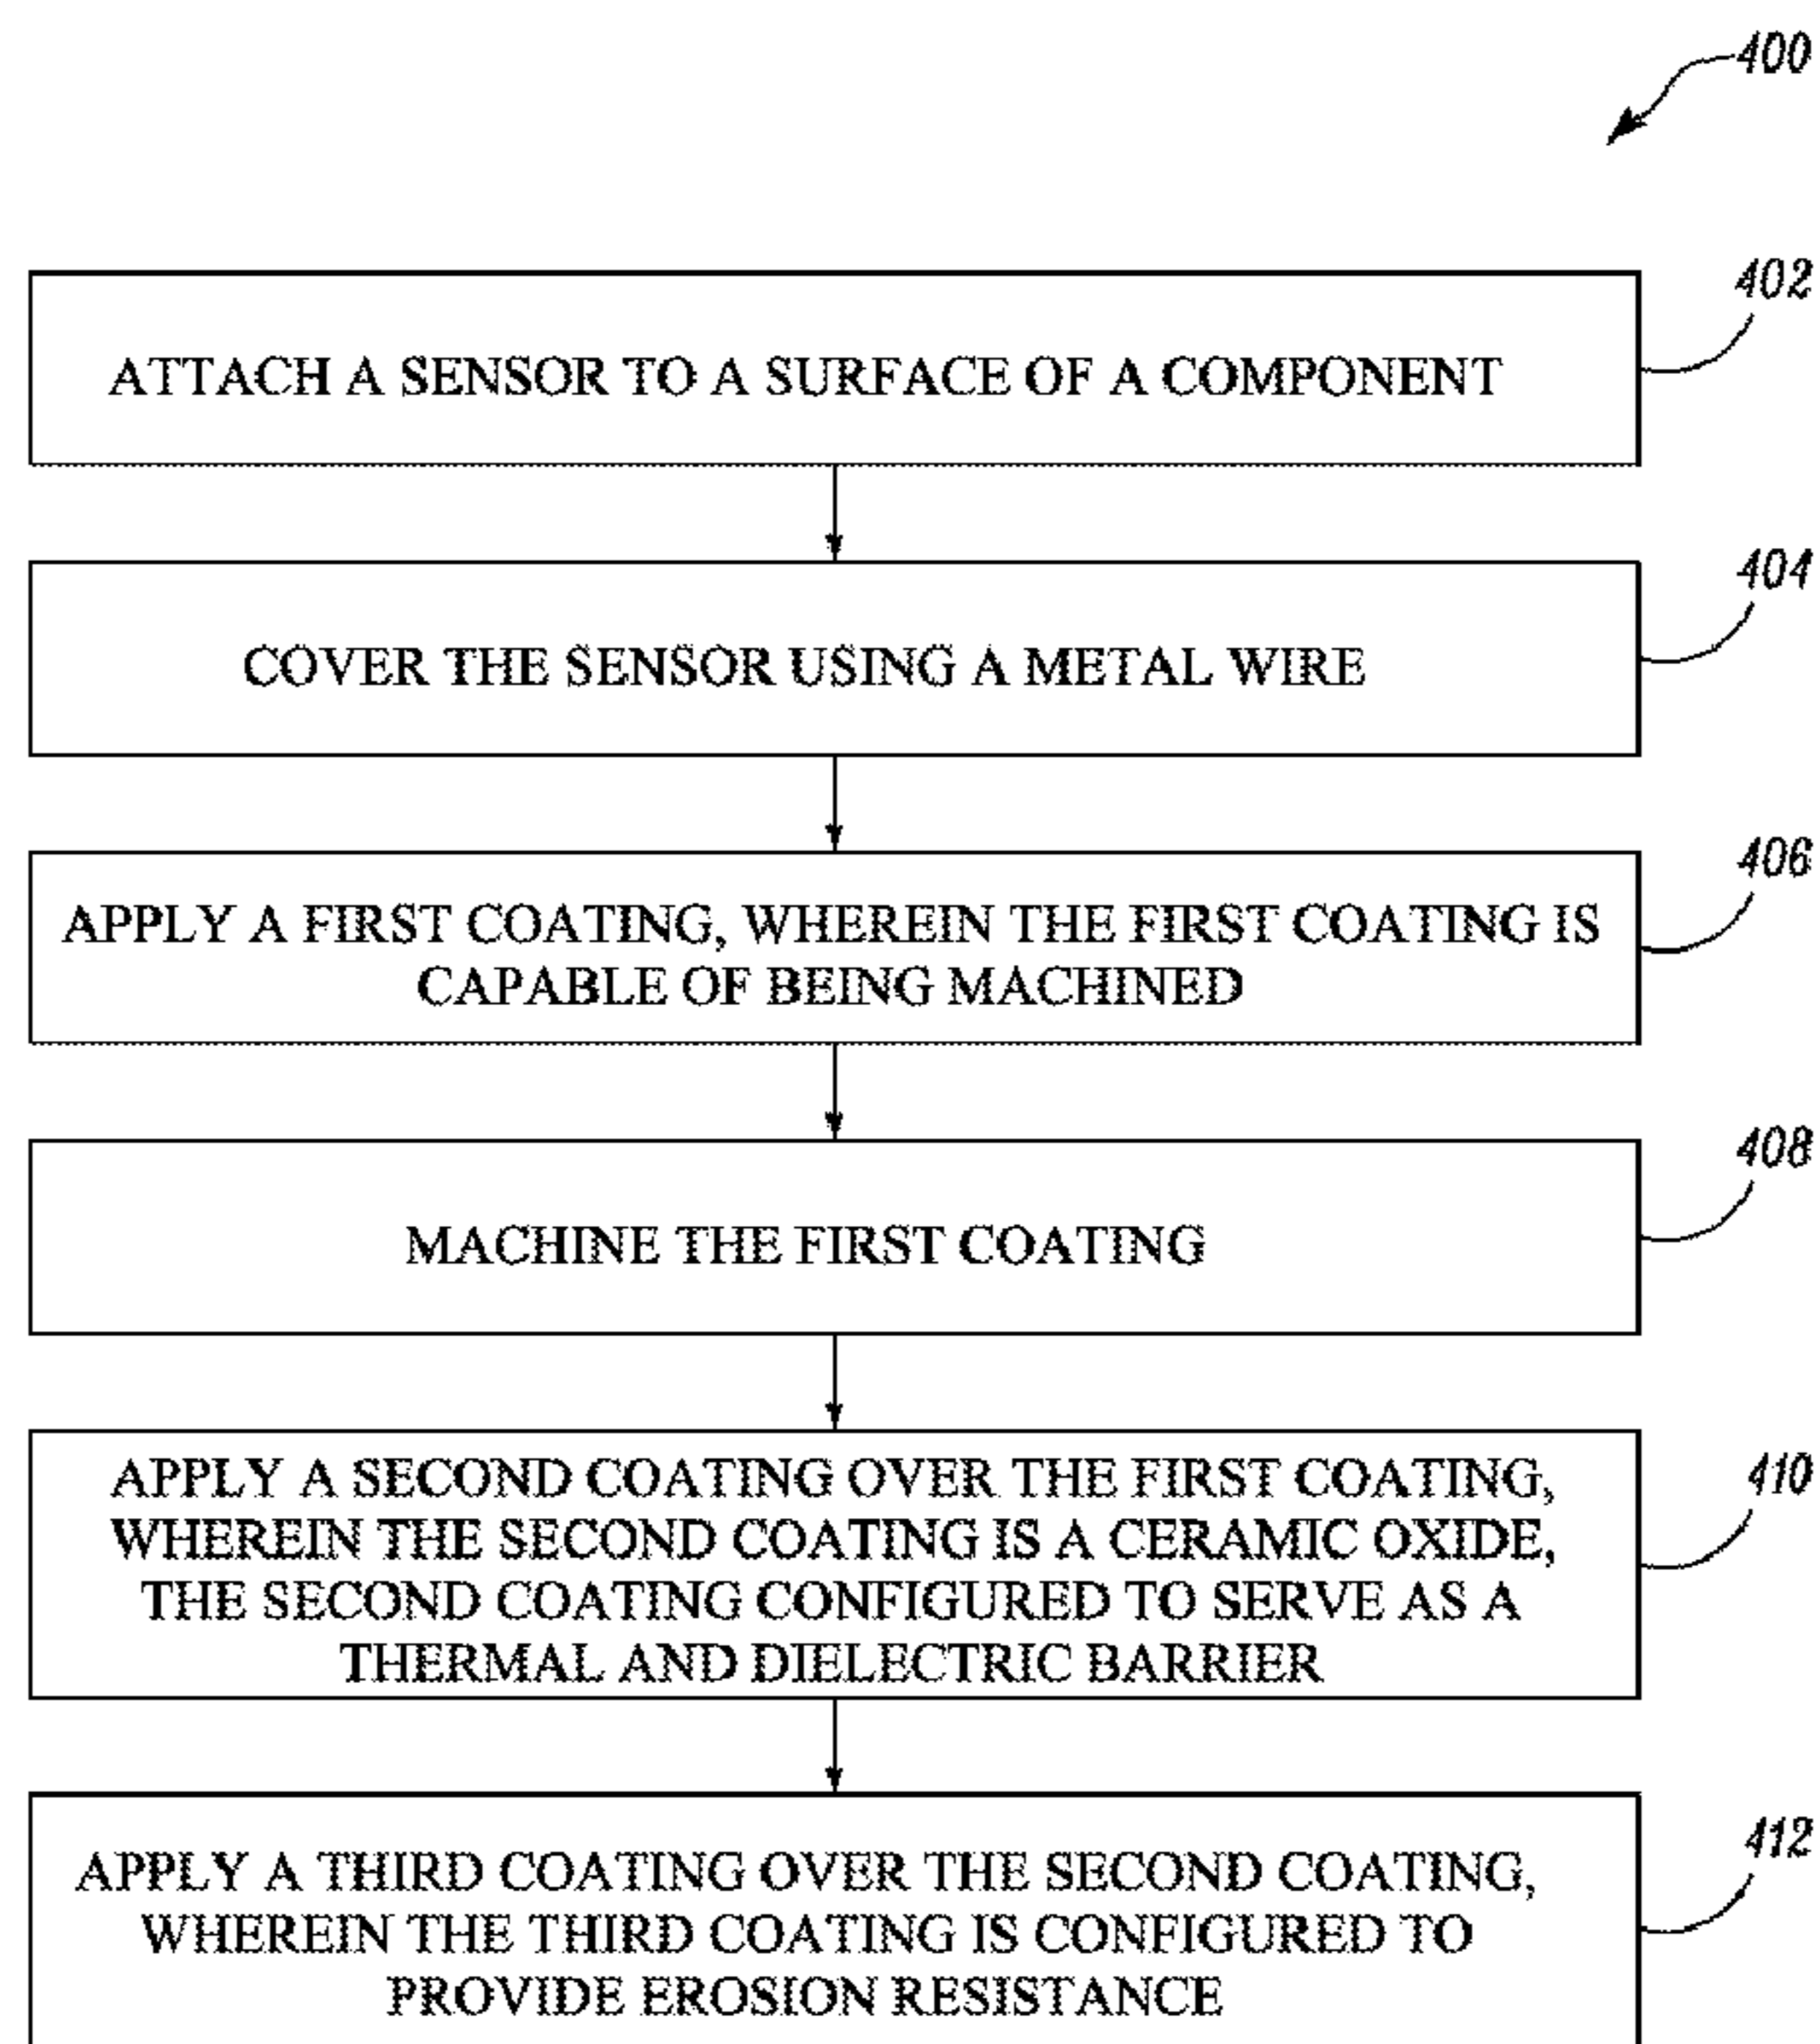 400
402
ATTACH A SENSOR TO A SURFACE OF A COMPONENT
404
COVER THE SENSOR USING A METAL WIRE
406
APPLY A FIRST COATING, WHEREIN THE FIRST COATING IS
CAPABLE OF BEING MACHINED
408
MACHINE THE FIRST COATING
410
APPLY A SECOND COATING OVER THE FIRST COATING,
WHEREIN THE SECOND COATING IS A CERAMIC OXIDE,
THE SECOND COATING CONFIGURED TO SERVE AS A
THERMAL AND DIELECTRIC BARRIER
412
APPLY A THIRD COATING OVER THE SECOND COATING,
WHEREIN THE THIRD COATING IS CONFIGURED TO
PROVIDE EROSION RESISTANCE